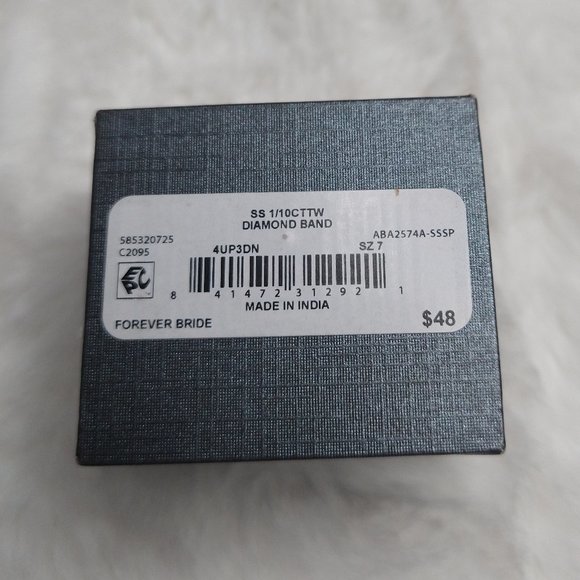 SS 1/10CTTW
DIAMOND BAND
585320725
C2095
ABA2574A-SSSP
4UP3DN
SZ 7
EPC
8 41472 31292 1
MADE IN INDIA
FOREVER BRIDE
$48